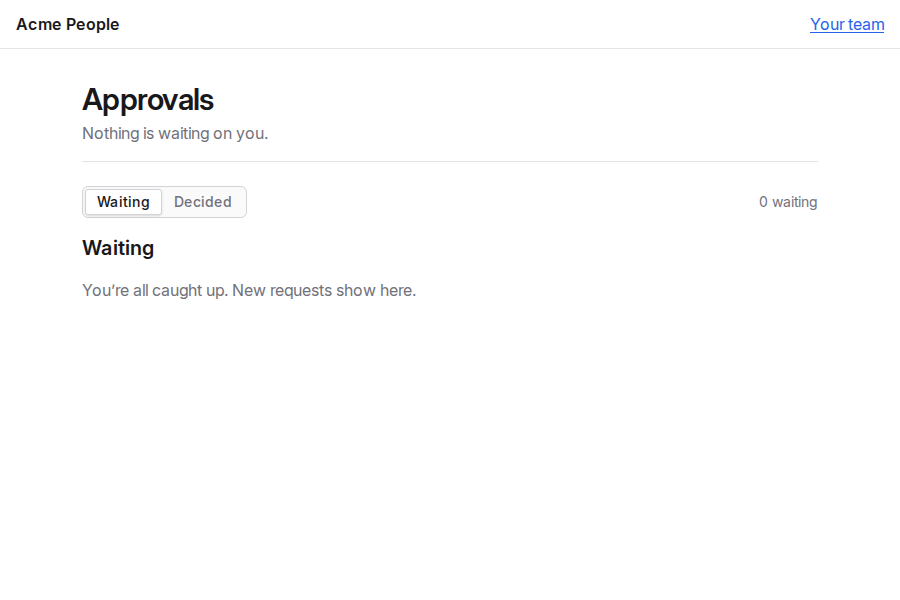 Acme People
Your team
Approvals
Nothing is waiting on you.
Waiting
Decided
0 waiting
Waiting
You’re all caught up. New requests show here.